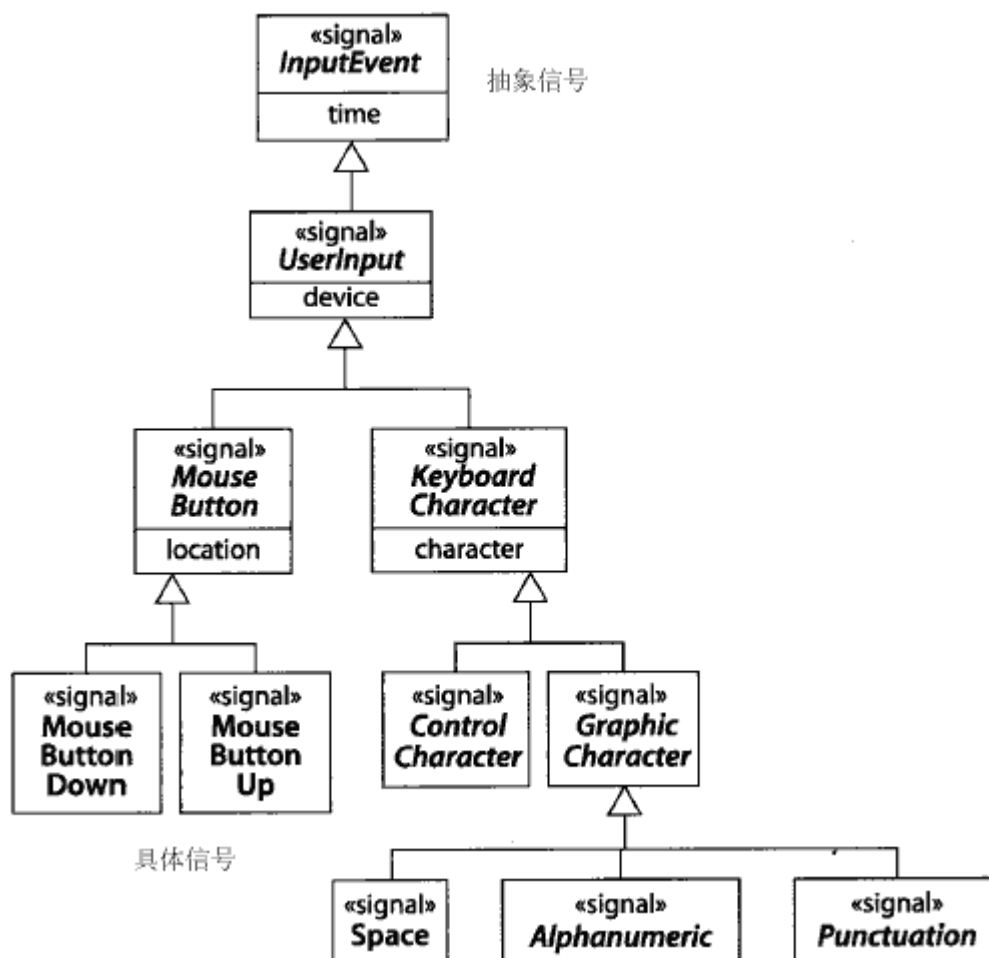 «signal»
InputEvent
time
抽象信号
«signal»
UserInput
device
«signal»
Mouse
Button
location
«signal»
Keyboard
Character
character
«signal»
Mouse
Button
Down
«signal»
Mouse
Button
Up
«signal»
Control
Character
«signal»
Graphic
Character
具体信号
«signal»
Space
«signal»
Alphanumeric
«signal»
Punctuation